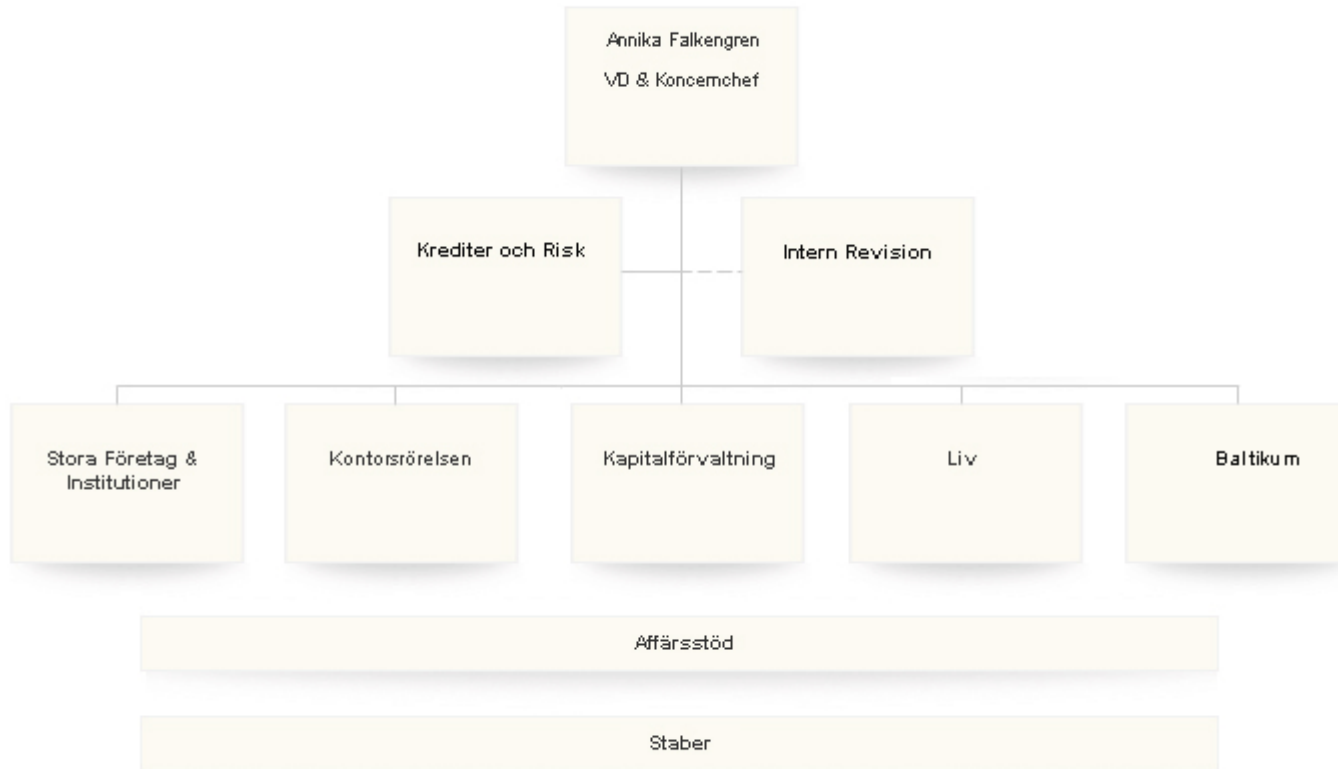 Annika Falkengren
VD & Koncernchef
Krediter och Risk
Intern Revision
Stora Företag &
Institutioner
Kontorsrörelsen
Kapitalförvaltning
Liv
Baltikum
Affärsstöd
Staber